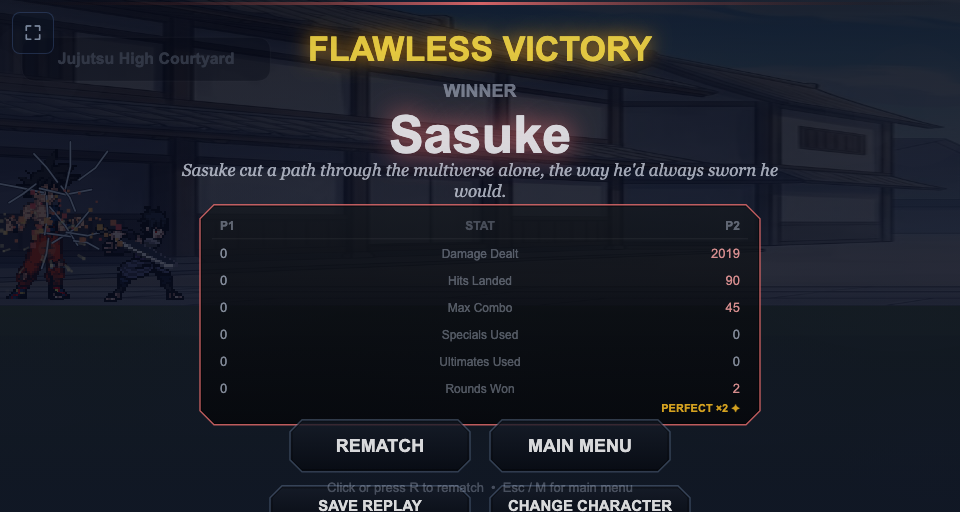 Jujutsu High Courtyard
FLAWLESS VICTORY
WINNER
Sasuke
Sasuke cut a path through the multiverse alone, the way he'd always sworn he
would.
P1 STAT P2
0 Damage Dealt 2019
0 Hits Landed 90
0 Max Combo 45
0 Specials Used 0
0 Ultimates Used 0
0 Rounds Won 2
PERFECT ×2 ✦
REMATCH MAIN MENU
Click or press R to rematch • Esc / M for main menu
SAVE REPLAY CHANGE CHARACTER